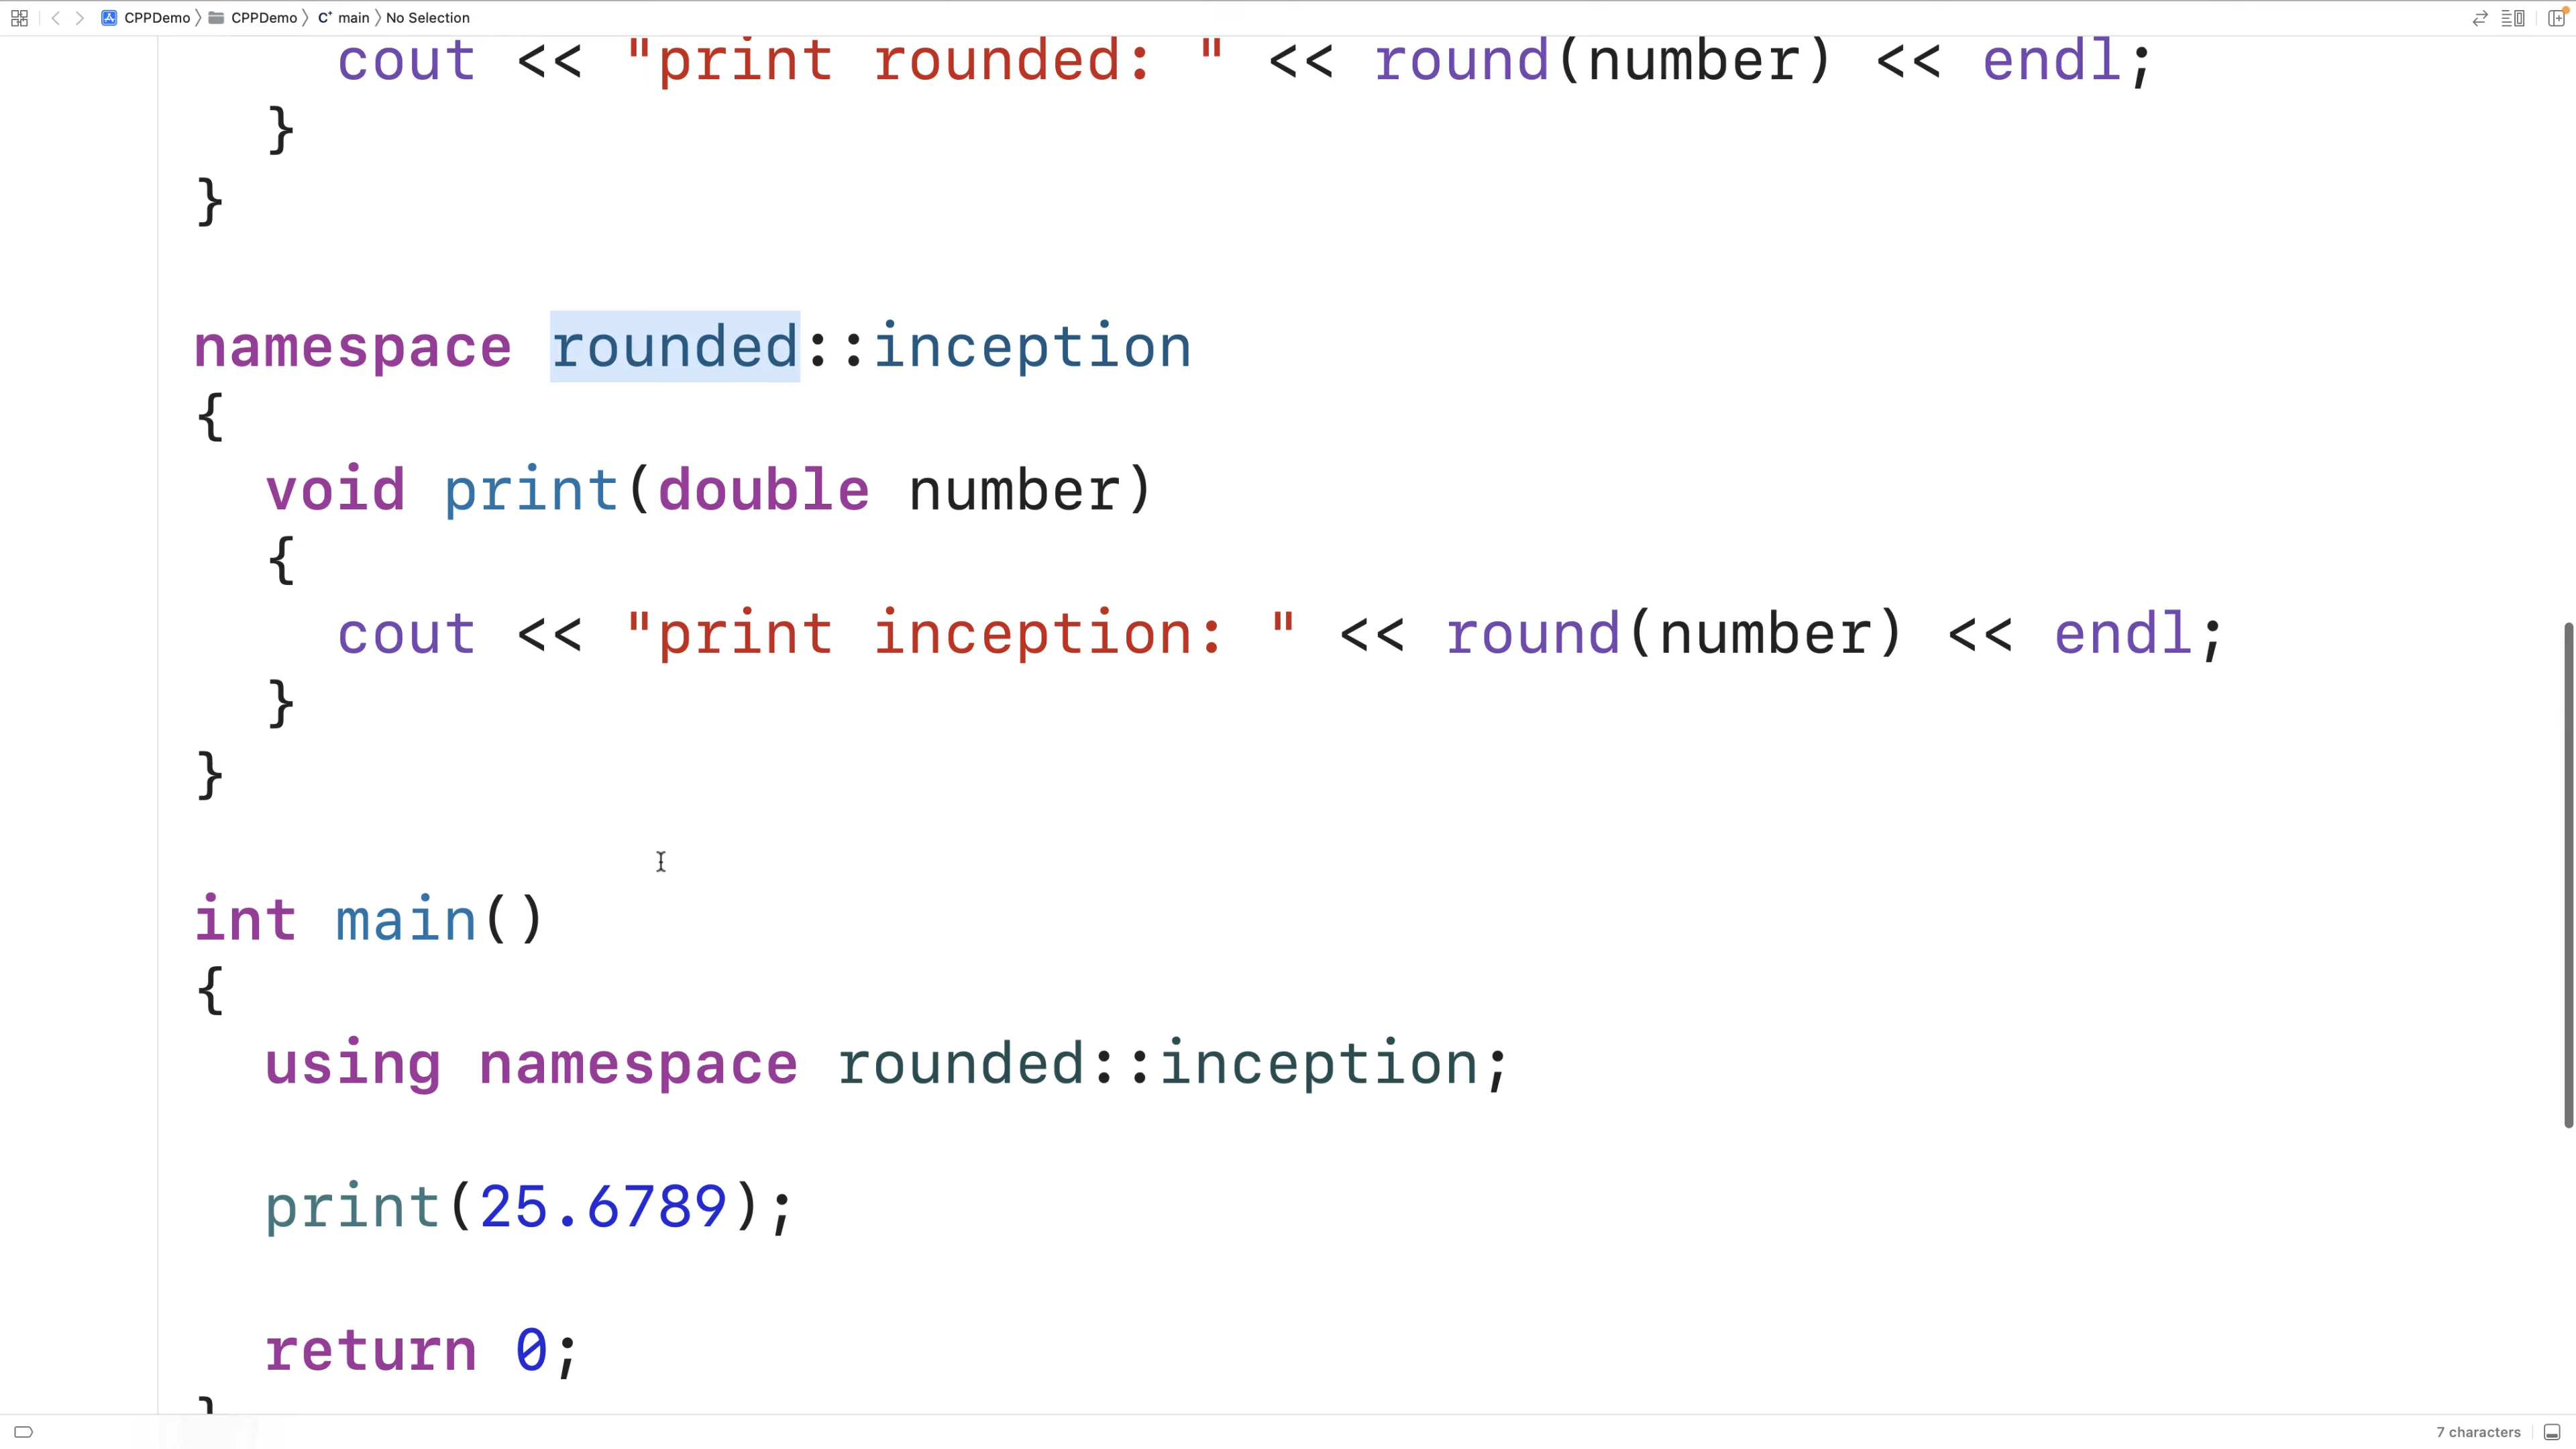 CPPDemo 〉 CPPDemo 〉 C+ main 〉 No Selection
cout << "print rounded: " << round(number) << endl;
}
}
namespace rounded::inception
{
void print(double number)
{
cout << "print inception: " << round(number) << endl;
}
}
int main()
{
using namespace rounded::inception;
print(25.6789);
return 0;
}
7 characters